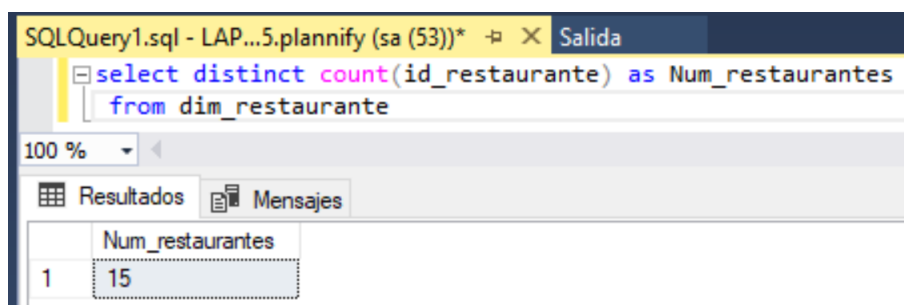 SQLQuery1.sql - LAP...5.plannify (sa (53))* Salida
select distinct count(id_restaurante) as Num_restaurantes
from dim_restaurante
100 %
Resultados Mensajes
Num_restaurantes
1 15